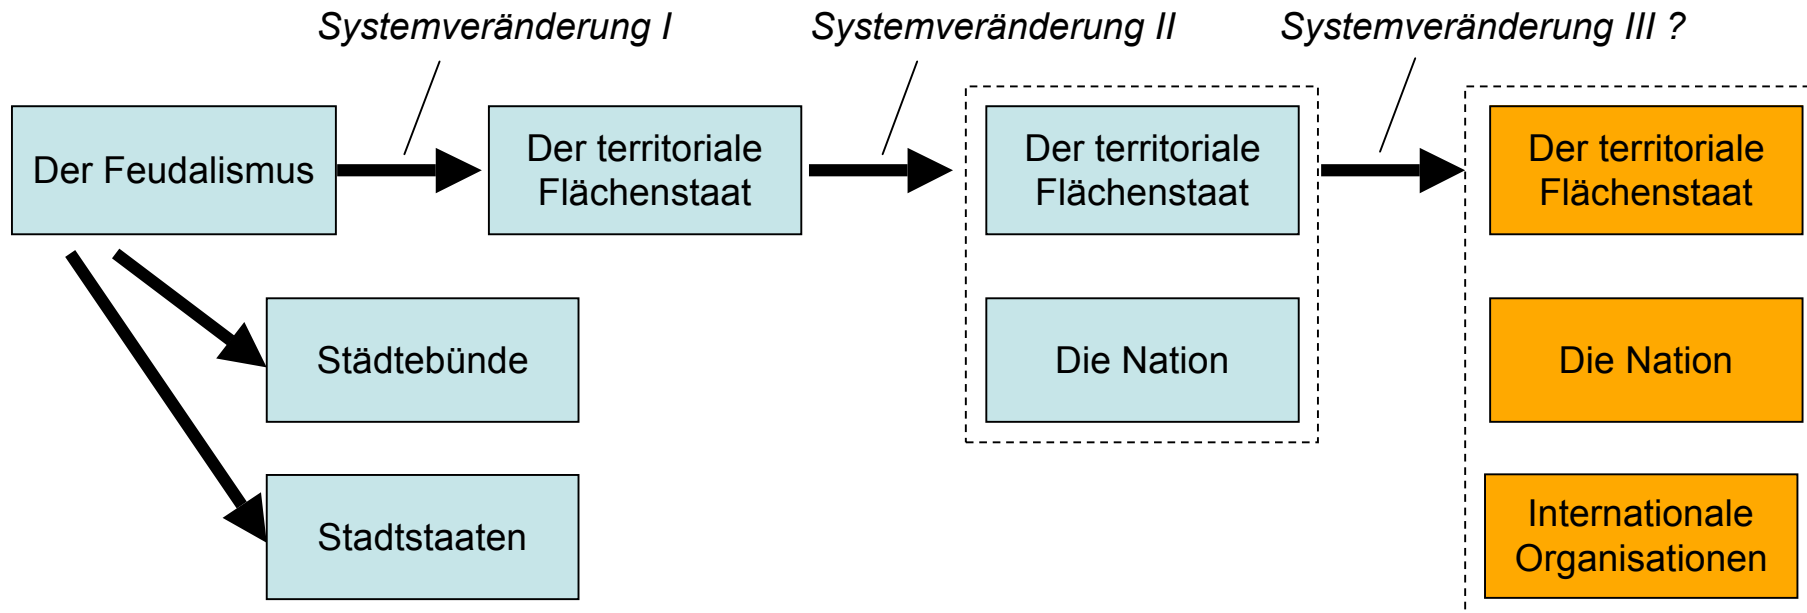 Systemveränderung I
Systemveränderung II
Systemveränderung III ?
Der Feudalismus
Der territoriale
Flächenstaat
Der territoriale
Flächenstaat
Der territoriale
Flächenstaat
Städtebünde
Die Nation
Die Nation
Stadtstaaten
Internationale
Organisationen